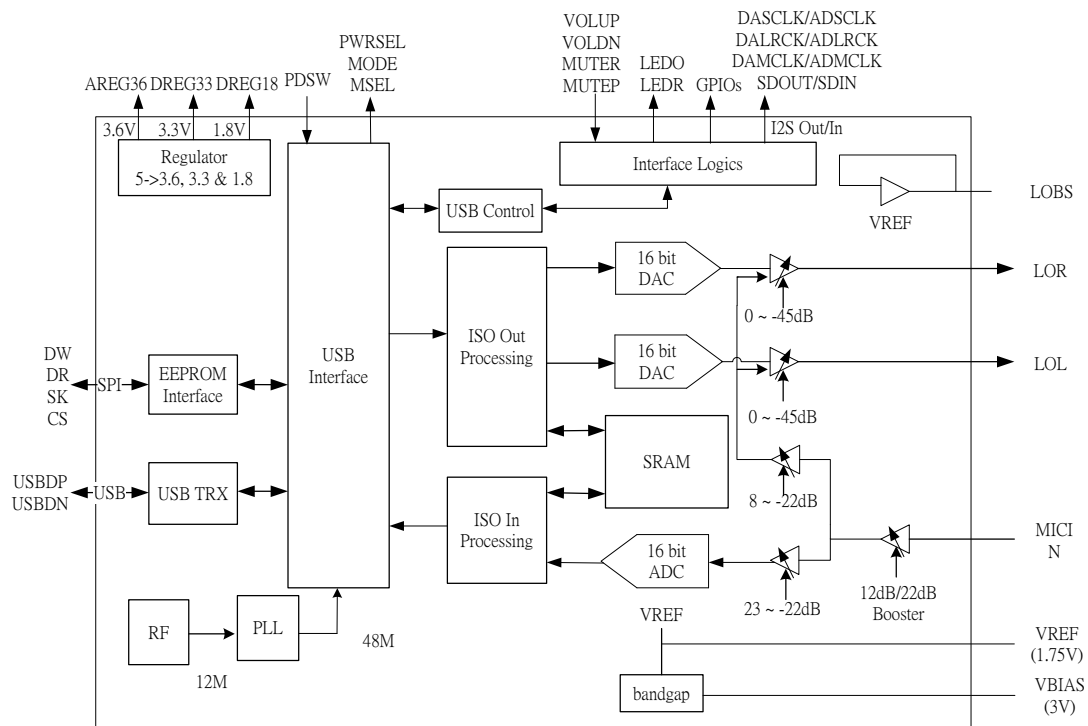 VOLUP
VOLDN
MUTER
MUTEP
DASCLK/ADSCLK
DALRCK/ADLRCK
DAMCLK/ADMCLK
SDOUT/SDIN
PWRSEL
MODE
MSEL
LEDO
LEDR
GPIOs
AREG36 DREG33 DREG18
PDSW
3.6V
3.3V
1.8V
I2S Out/In
Regulator
5->3.6, 3.3 & 1.8
Interface Logics
USB Control
VREF
LOBS
16 bit
DAC
LOR
0 ~ -45dB
ISO Out
Processing
USB
Interface
16 bit
DAC
LOL
0 ~ -45dB
DW
DR
SK
CS
SPI
EEPROM
Interface
SRAM
8 ~ -22dB
USBDP
USBDN
USB
USB TRX
ISO In
Processing
16 bit
ADC
23 ~ -22dB
MICI
N
12dB/22dB
Booster
RF
12M
PLL
48M
VREF
VREF
(1.75V)
bandgap
VBIAS
(3V)